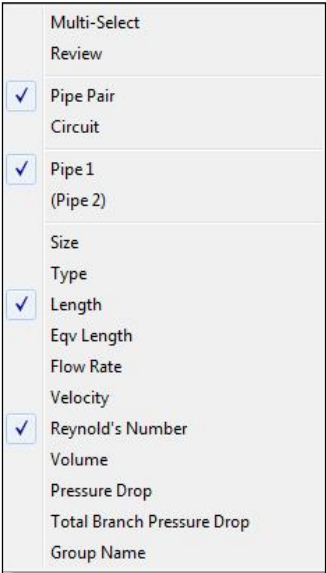 Multi-Select
Review
Pipe Pair
Circuit
Pipe 1
(Pipe 2)
Size
Type
Length
Eqv Length
Flow Rate
Velocity
Reynold's Number
Volume
Pressure Drop
Total Branch Pressure Drop
Group Name